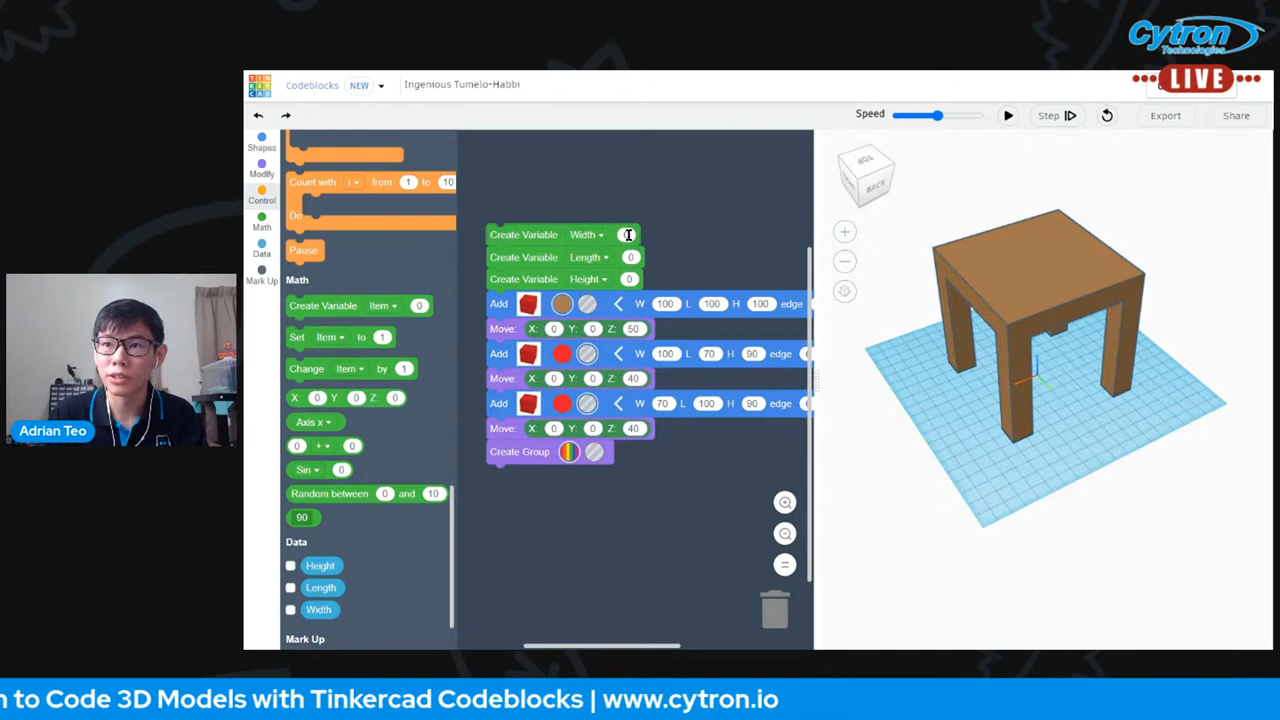 Cytron
Technologies
LIVE
TIN
KER
CAD
Codeblocks NEW
Ingenious Tumelo-Habbi
Speed
Step
Export
Share
Shapes
Modify
Control
Math
Data
Mark Up
Count with i from 1 to 10
Do
Pause
Math
Create Variable Item 0
Set Item to 1
Change Item by 1
X: 0 Y: 0 Z: 0
Axis x
0 + 0
Sin 0
Random between 0 and 10
90
Data
Height
Length
Width
Mark Up
Create Variable Width
Create Variable Length 0
Create Variable Height 0
Add W 100 L 100 H 100 edge
Move: X: 0 Y: 0 Z: 50
Add W 100 L 70 H 90 edge
Move: X: 0 Y: 0 Z: 40
Add W 70 L 100 H 90 edge
Move: X: 0 Y: 0 Z: 40
Create Group
TOP
BACK
Adrian Teo
n to Code 3D Models with Tinkercad Codeblocks | www.cytron.io